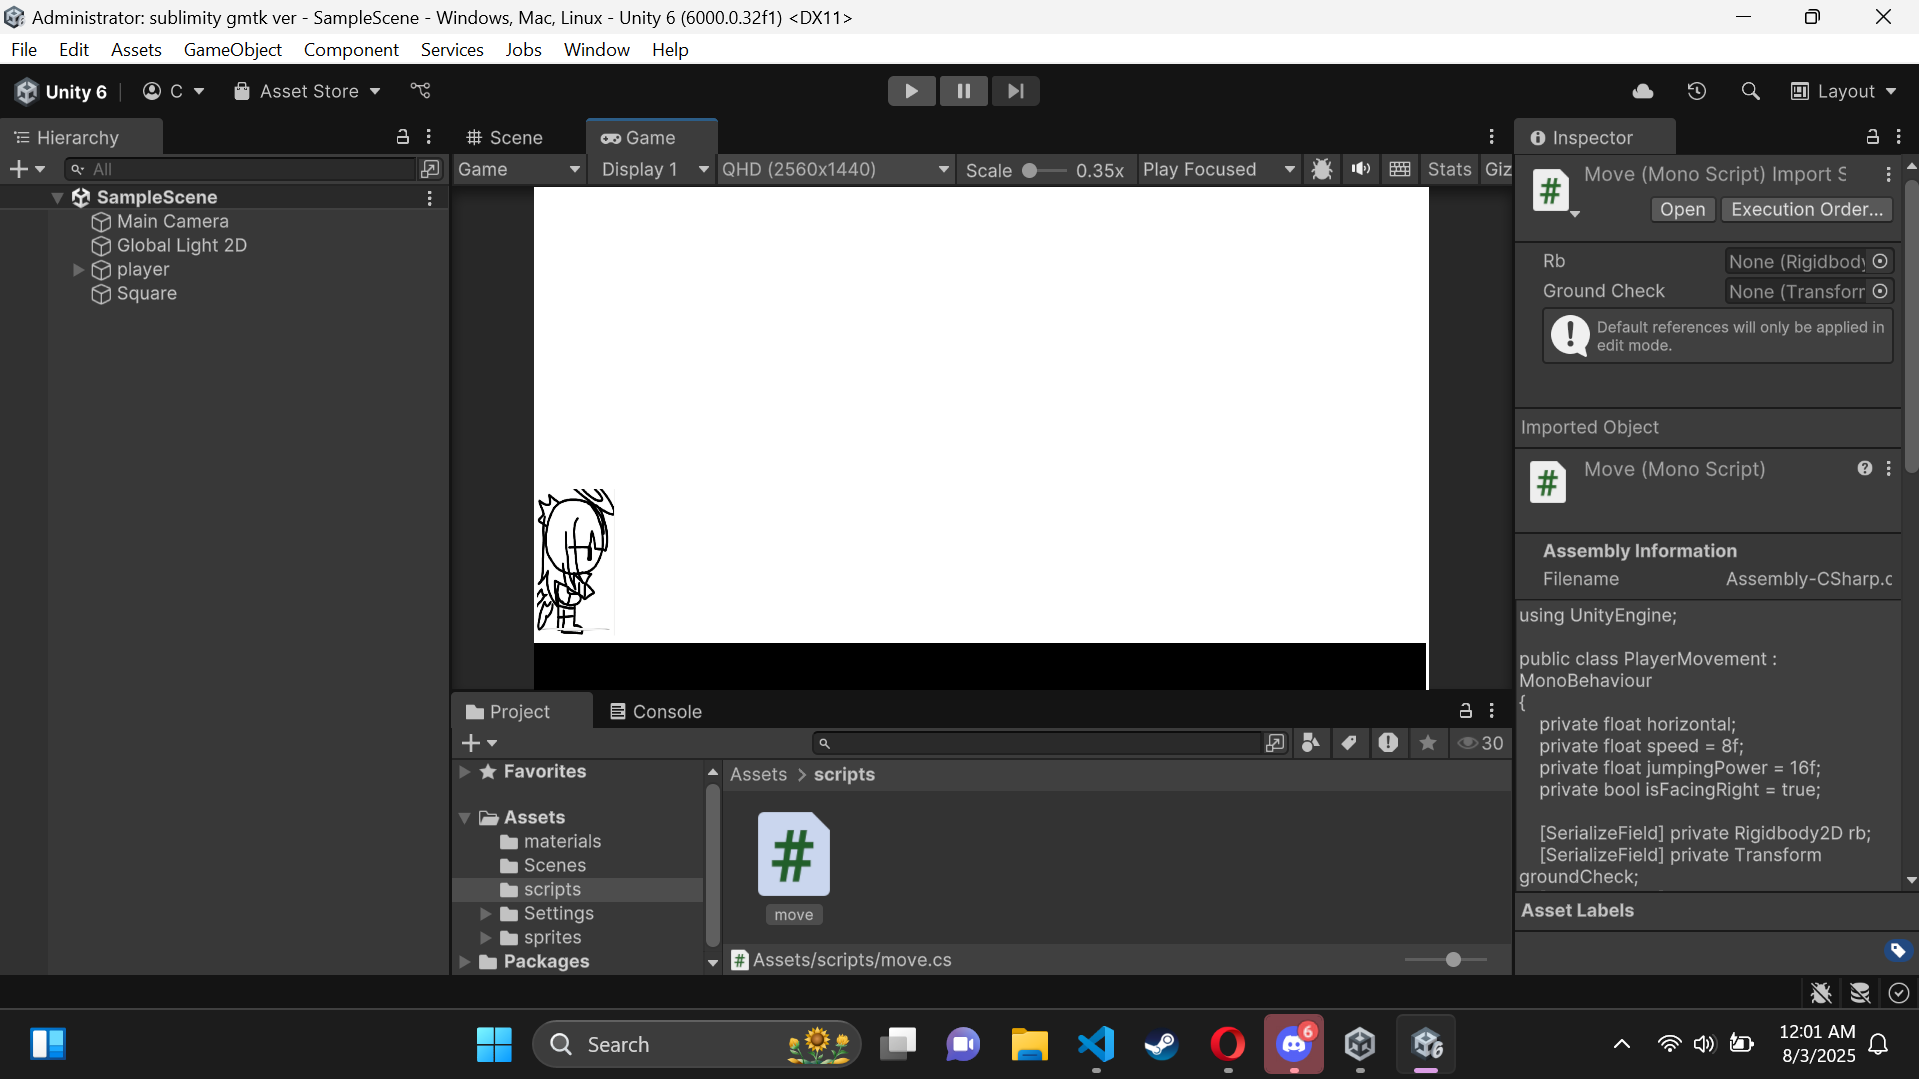 Administrator: sublimity gmtk ver - SampleScene - Windows, Mac, Linux - Unity 6 (6000.0.32f1) <DX11>
File Edit Assets GameObject Component Services Jobs Window Help
Unity 6 C Asset Store Layout
Hierarchy
All
SampleScene
Main Camera
Global Light 2D
player
Square
Scene Game
Game Display 1 QHD (2560x1440) Scale 0.35x Play Focused Stats Giz
Project Console
30
Favorites
Assets
materials
Scenes
scripts
Settings
sprites
Packages
Assets > scripts
#
move
# Assets/scripts/move.cs
Inspector
# Move (Mono Script) Import S
Open Execution Order...
Rb None (Rigidbody
Ground Check None (Transforr
Default references will only be applied in
edit mode.
Imported Object
# Move (Mono Script)
Assembly Information
Filename Assembly-CSharp.c
using UnityEngine;
public class PlayerMovement :
MonoBehaviour
{
private float horizontal;
private float speed = 8f;
private float jumpingPower = 16f;
private bool isFacingRight = true;
[SerializeField] private Rigidbody2D rb;
[SerializeField] private Transform
groundCheck;
Asset Labels
Search
6
6
12:01 AM
8/3/2025